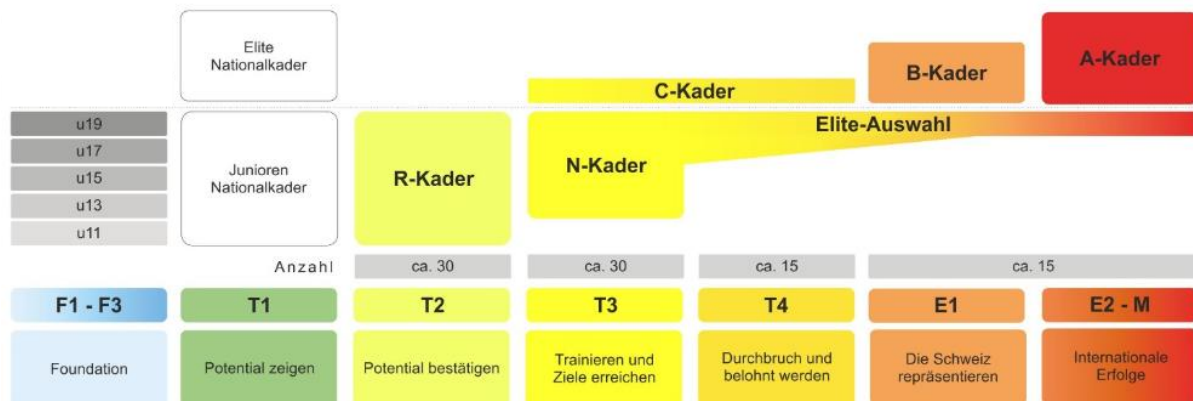 Elite
Nationalkader
C-Kader
B-Kader
A-Kader
u19
u17
u15
u13
u11
Junioren
Nationalkader
R-Kader
N-Kader
Elite-Auswahl
Anzahl
ca. 30
ca. 30
ca. 15
ca. 15
F1 - F3
T1
T2
T3
T4
E1
E2 - M
Foundation
Potential zeigen
Potential bestätigen
Trainieren und
Ziele erreichen
Durchbruch und
belohnt werden
Die Schweiz
repräsentieren
Internationale
Erfolge